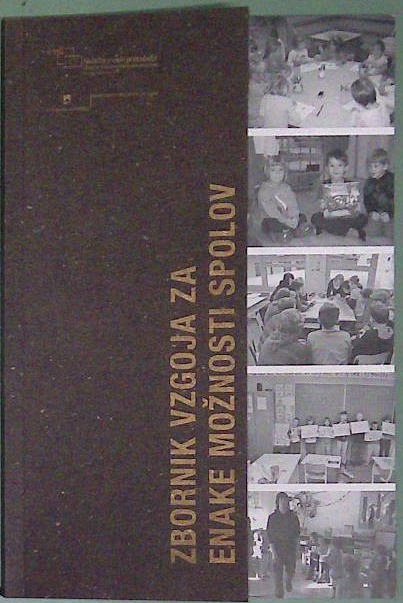 ZBORNIK VZGOJA ZA
ENAKE MOŽNOSTI SPOLOV